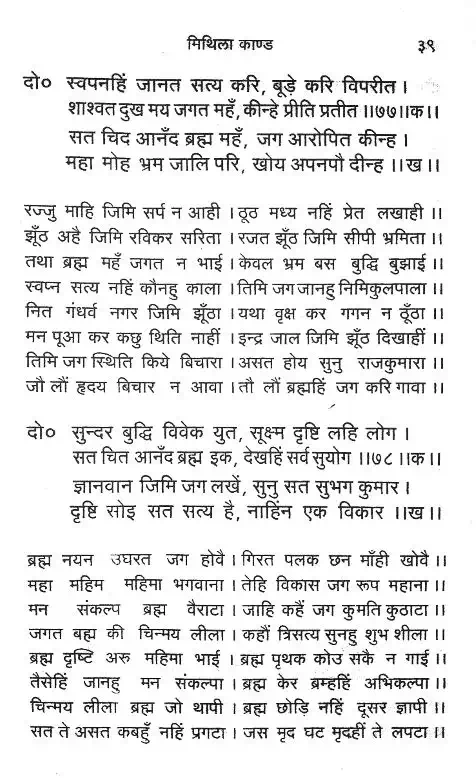 मिथिला काण्ड ३९
दो० स्वपनहिं जानत सत्य करि, बूड़े करि विपरीत ।
शाश्वत दुख मय जगत महँ, कीन्हे प्रीति प्रतीत ।।७७।।क।।
सत चिद आनँद ब्रह्म महँ, जग आरोपित कीन्ह ।
महा मोह भ्रम जालि परि, खोय अपनपौ दीन्ह ।।ख।।
रज्जु माहि जिमि सर्प न आही । ठूठ मध्य नहिं प्रेत लखाही ।।
झूँठ अहै जिमि रविकर सरिता । रजत झूँठ जिमि सीपी भ्रमिता ।।
तथा ब्रह्म महँ जगत न भाई । केवल भ्रम बस बुद्धि बुझाई ।।
स्वप्न सत्य नहिं कौनहु काला । तिमि जग जानहु निमिकुलपाला ।।
नित गंधर्व नगर जिमि झूँठा । यथा वृक्ष कर गगन न ठूँठा ।।
मन पूआ कर कछु थिति नाहीं । इन्द्र जाल जिमि झूठ दिखाहीं ।।
तिमि जग स्थिति किये बिचारा । असत होय सुनु राजकुमारा ।।
जौ लौं हृदय बिचार न आवा । तौ लौं ब्रह्महिं जग करि गावा ।।
दो० सुन्दर बुद्धि विवेक युत, सूक्ष्म दृष्टि लहि लोग ।
सत चित आनँद ब्रह्म इक, देखहिं सर्व सुयोग ।।७८।।क।।
ज्ञानवान जिमि जग लखें, सुनु सत सुभग कुमार ।
दृष्टि सोइ सत सत्य है, नाहिंन एक विकार ।।ख।।
ब्रह्म नयन उघरत जग होवै । गिरत पलक छन माँही खोवै ।।
महा महिम महिमा भगवाना । तेहि विकास जग रूप महाना ।।
मन संकल्प ब्रह्म वैराटा । जाहि कहैं जग कुमति कुठाटा ।।
जगत बह्म की चिन्मय लीला । कहौं त्रिसत्य सुनहु शुभ शीला ।।
ब्रह्म दृष्टि अरु महिमा भाई । ब्रह्म पृथक कोउ सकै न गाई ।।
तैसेहिं जानहु मन संकल्पा । ब्रह्म केर ब्रम्हहिं अभिकल्पा ।।
चिन्मय लीला ब्रह्म जो थापी । ब्रह्म छोड़ि नहिं दूसर ज्ञापी ।।
सत ते असत कबहुँ नहिं प्रगटा । जस मृद घट मृदहीं ते लपटा ।।